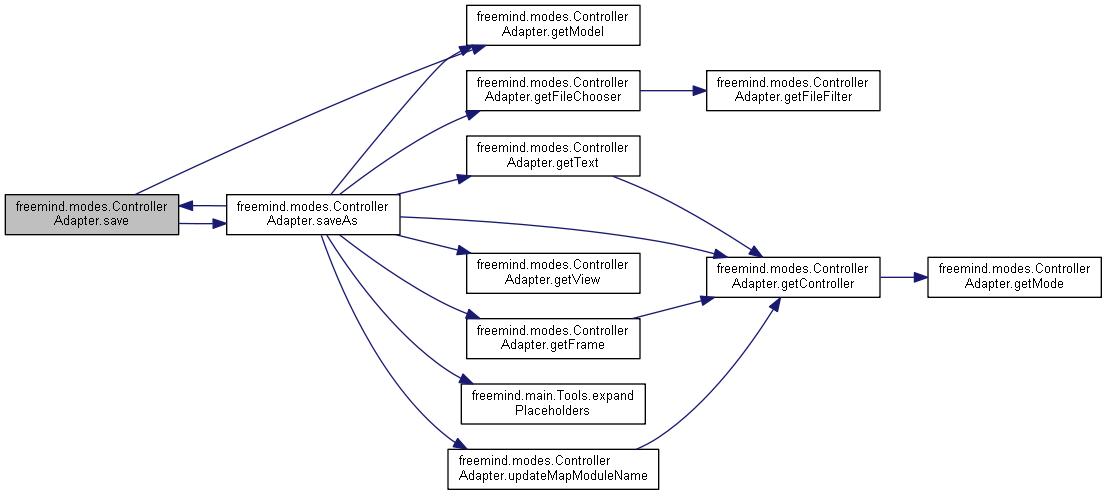 freemind.modes.Controller
Adapter.getModel
freemind.modes.Controller
Adapter.getFileChooser
freemind.modes.Controller
Adapter.getFileFilter
freemind.modes.Controller
Adapter.getText
freemind.modes.Controller
Adapter.save
freemind.modes.Controller
Adapter.saveAs
freemind.modes.Controller
Adapter.getView
freemind.modes.Controller
Adapter.getController
freemind.modes.Controller
Adapter.getMode
freemind.modes.Controller
Adapter.getFrame
freemind.main.Tools.expand
Placeholders
freemind.modes.Controller
Adapter.updateMapModuleName